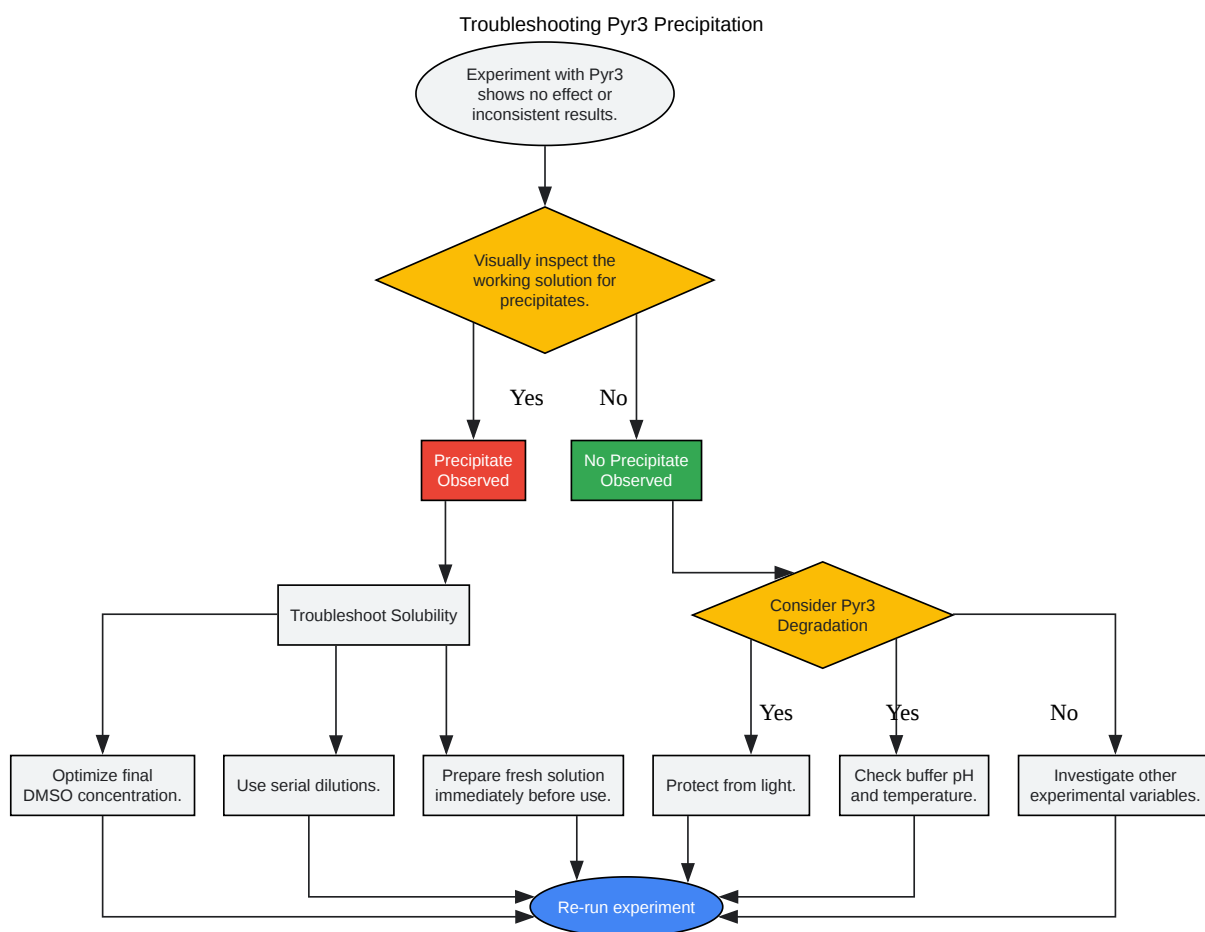 Troubleshooting Pyr3 Precipitation
Experiment with Pyr3
shows no effect or
inconsistent results.
Visually inspect the
working solution for
precipitates.
Yes
No
Precipitate
Observed
No Precipitate
Observed
Troubleshoot Solubility
Consider Pyr3
Degradation
Yes
Yes
No
Optimize final
DMSO concentration.
Use serial dilutions.
Prepare fresh solution
immediately before use.
Protect from light.
Check buffer pH
and temperature.
Investigate other
experimental variables.
Re-run experiment